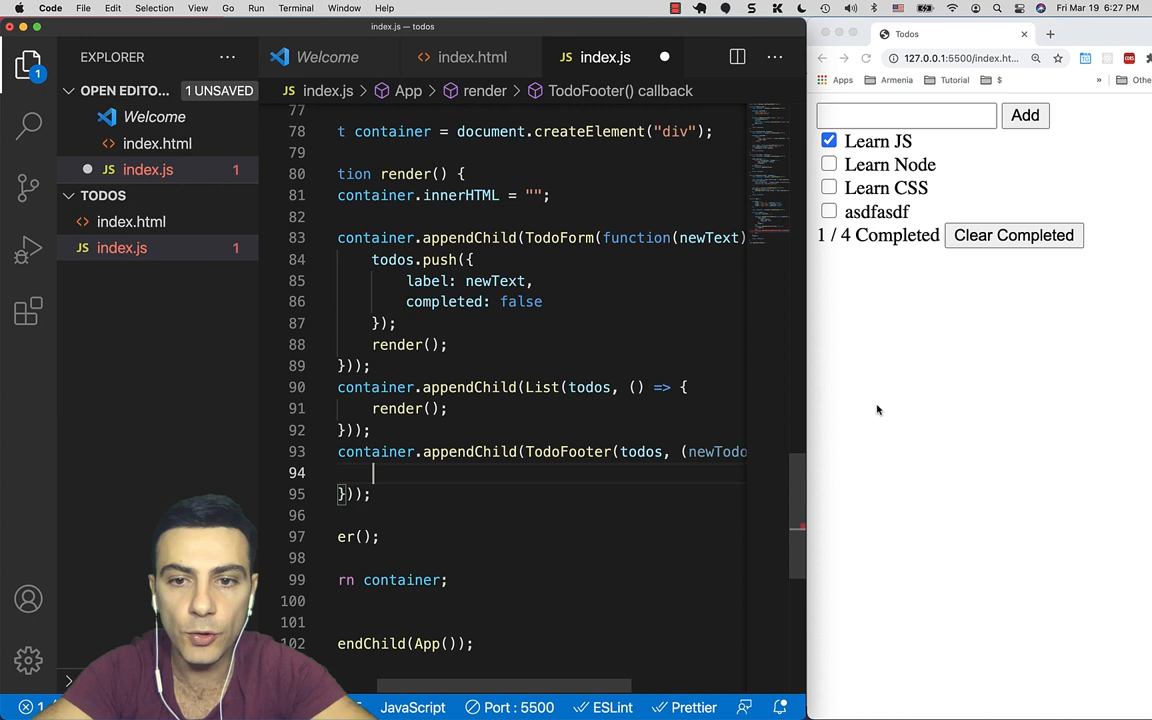 Code File Edit Selection View Go Run Terminal Window Help
Fri Mar 19 6:27 PM
index.js — todos
Todos
EXPLORER
Welcome
index.html
JS index.js
127.0.0.1:5500/index.ht...
OPEN EDITO... 1 UNSAVED
index.js > App > render > TodoFooter() callback
Apps Armenia Tutorial $ » Othe
1
Welcome
index.html
JS index.js 1
TODOS
index.html
JS index.js 1
77
78 t container = document.createElement("div");
79
80 tion render() {
81 container.innerHTML = "";
82
83 container.appendChild(TodoForm(function(newText)
84 todos.push({
85 label: newText,
86 completed: false
87 });
88 render();
89 }));
90 container.appendChild(List(todos, () => {
91 render();
92 }));
93 container.appendChild(TodoFooter(todos, (newTodo
94
95 }));
96
97 er();
98
99 rn container;
100
101
102 endChild(App());
Add
Learn JS
Learn Node
Learn CSS
asdfasdf
1 / 4 Completed Clear Completed
1 JavaScript Port : 5500 ESLint Prettier